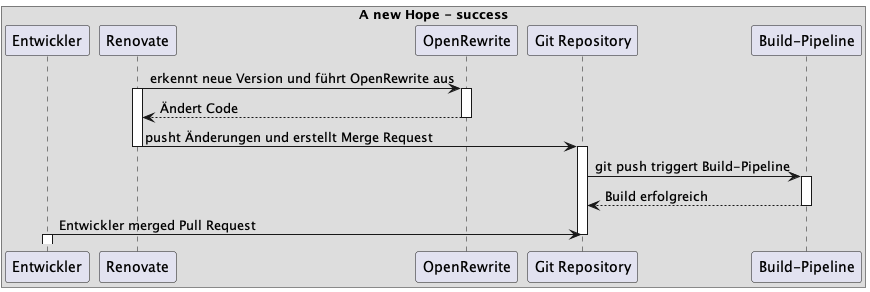 A new Hope - success
Entwickler Renovate OpenRewrite Git Repository Build-Pipeline
erkennt neue Version und führt OpenRewrite aus
Ändert Code
pusht Änderungen und erstellt Merge Request
git push triggert Build-Pipeline
Build erfolgreich
Entwickler merged Pull Request
Entwickler Renovate OpenRewrite Git Repository Build-Pipeline